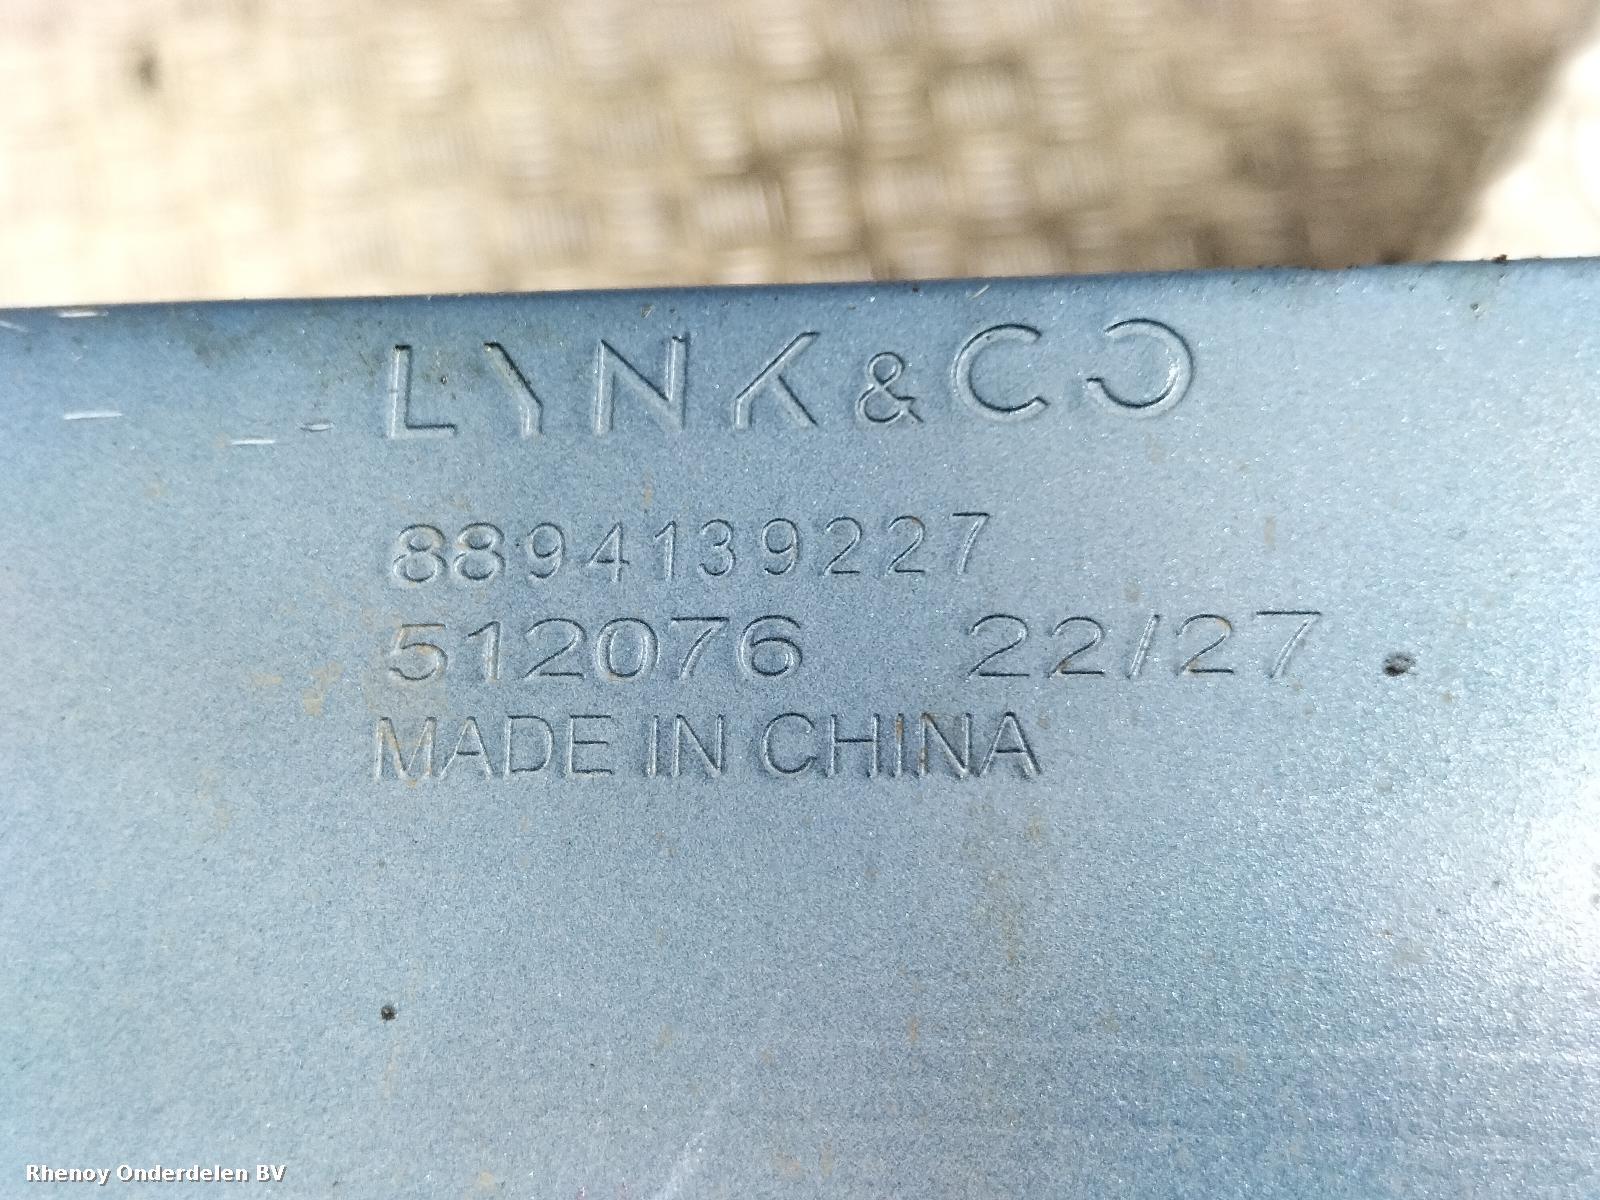 LYNK & CO
8894139227
512076 22/27
MADE IN CHINA
Rhenoy Onderdelen BV